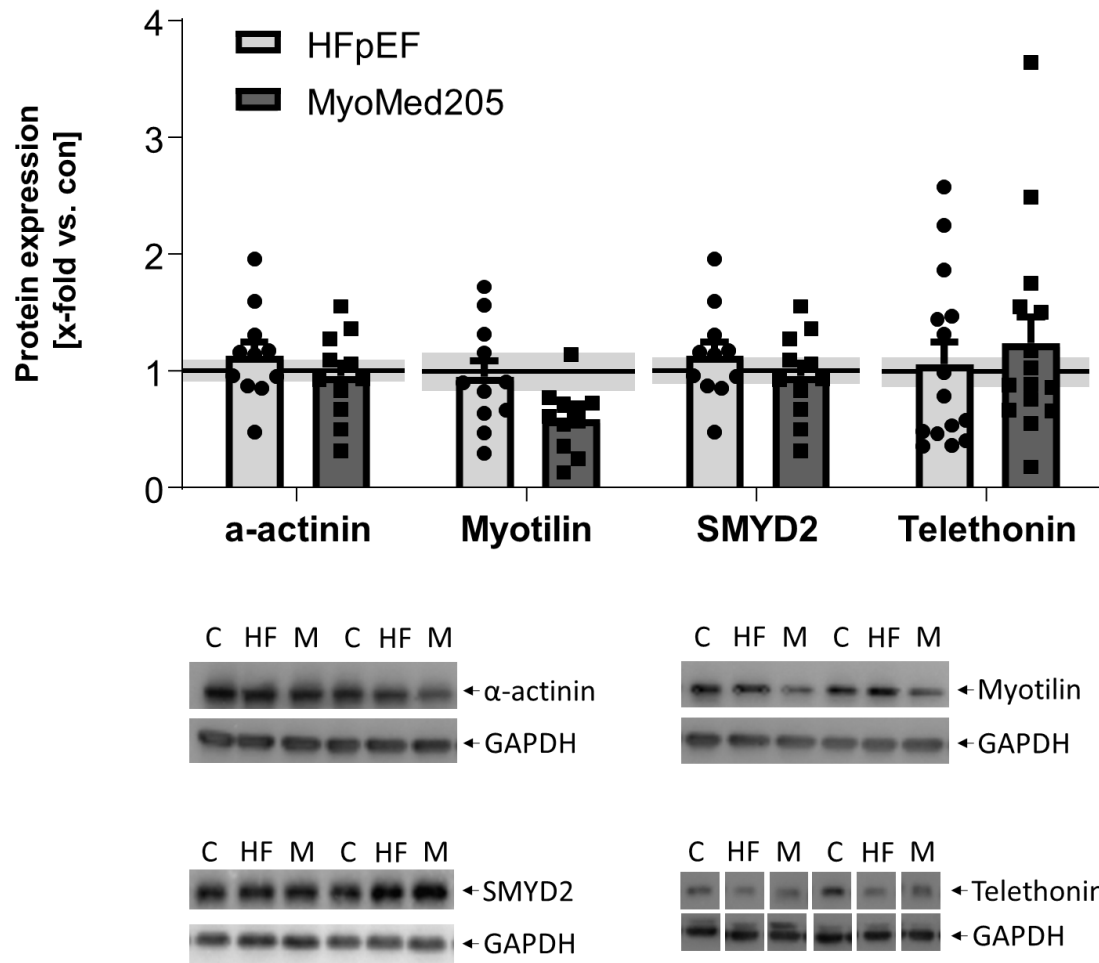 4
HFpEF
MyoMed205
3
2
1
0
Protein expression
[x-fold vs. con]
a-actinin Myotilin SMYD2 Telethonin
C HF M C HF M
α-actinin
GAPDH
C HF M C HF M
Myotilin
GAPDH
C HF M C HF M
SMYD2
GAPDH
C HF M C HF M
Telethonin
GAPDH